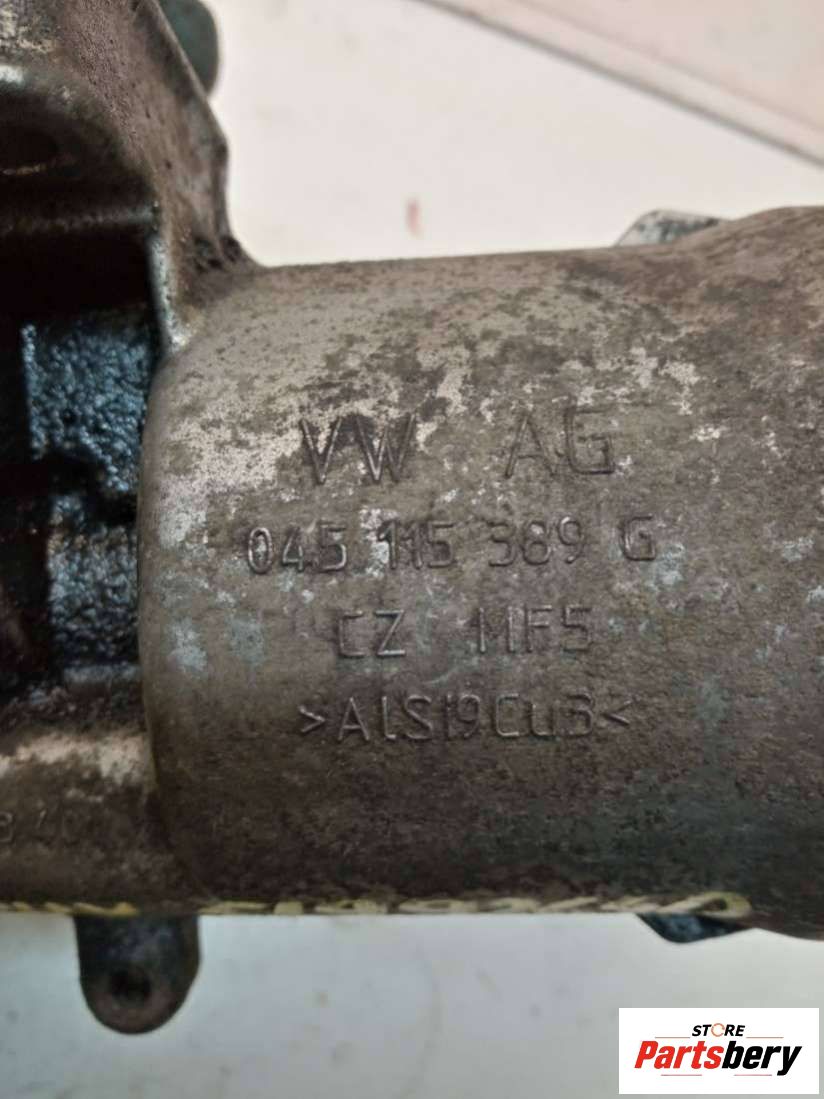 VW AG
045 115 389 G
CZ MF5
>AlSi9Cu3<
STORE
Partsbery